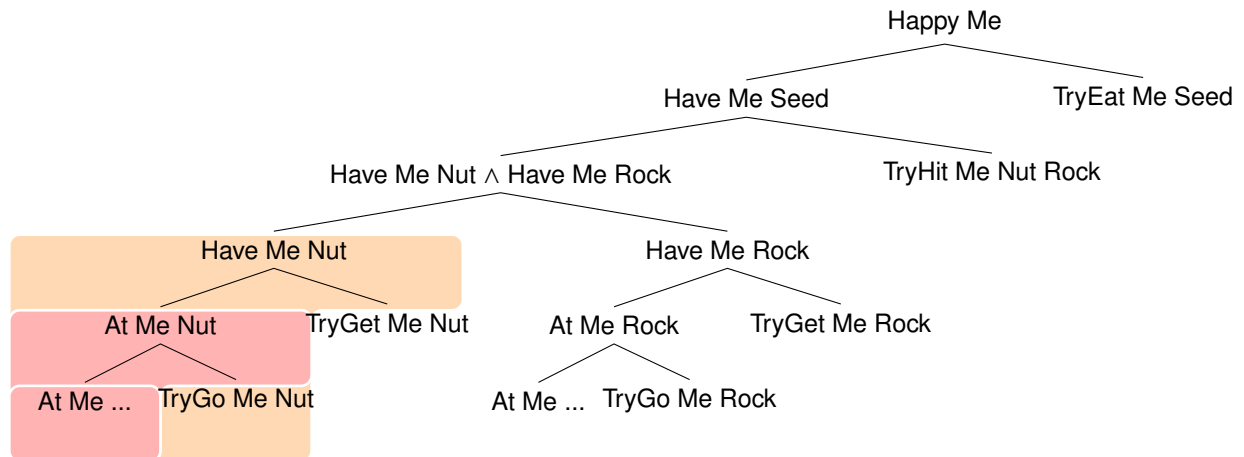 Happy Me
Have Me Seed
TryEat Me Seed
Have Me Nut ∧ Have Me Rock
TryHit Me Nut Rock
Have Me Nut
Have Me Rock
At Me Nut
TryGet Me Nut
At Me Rock
TryGet Me Rock
At Me ...
TryGo Me Nut
At Me ...
TryGo Me Rock